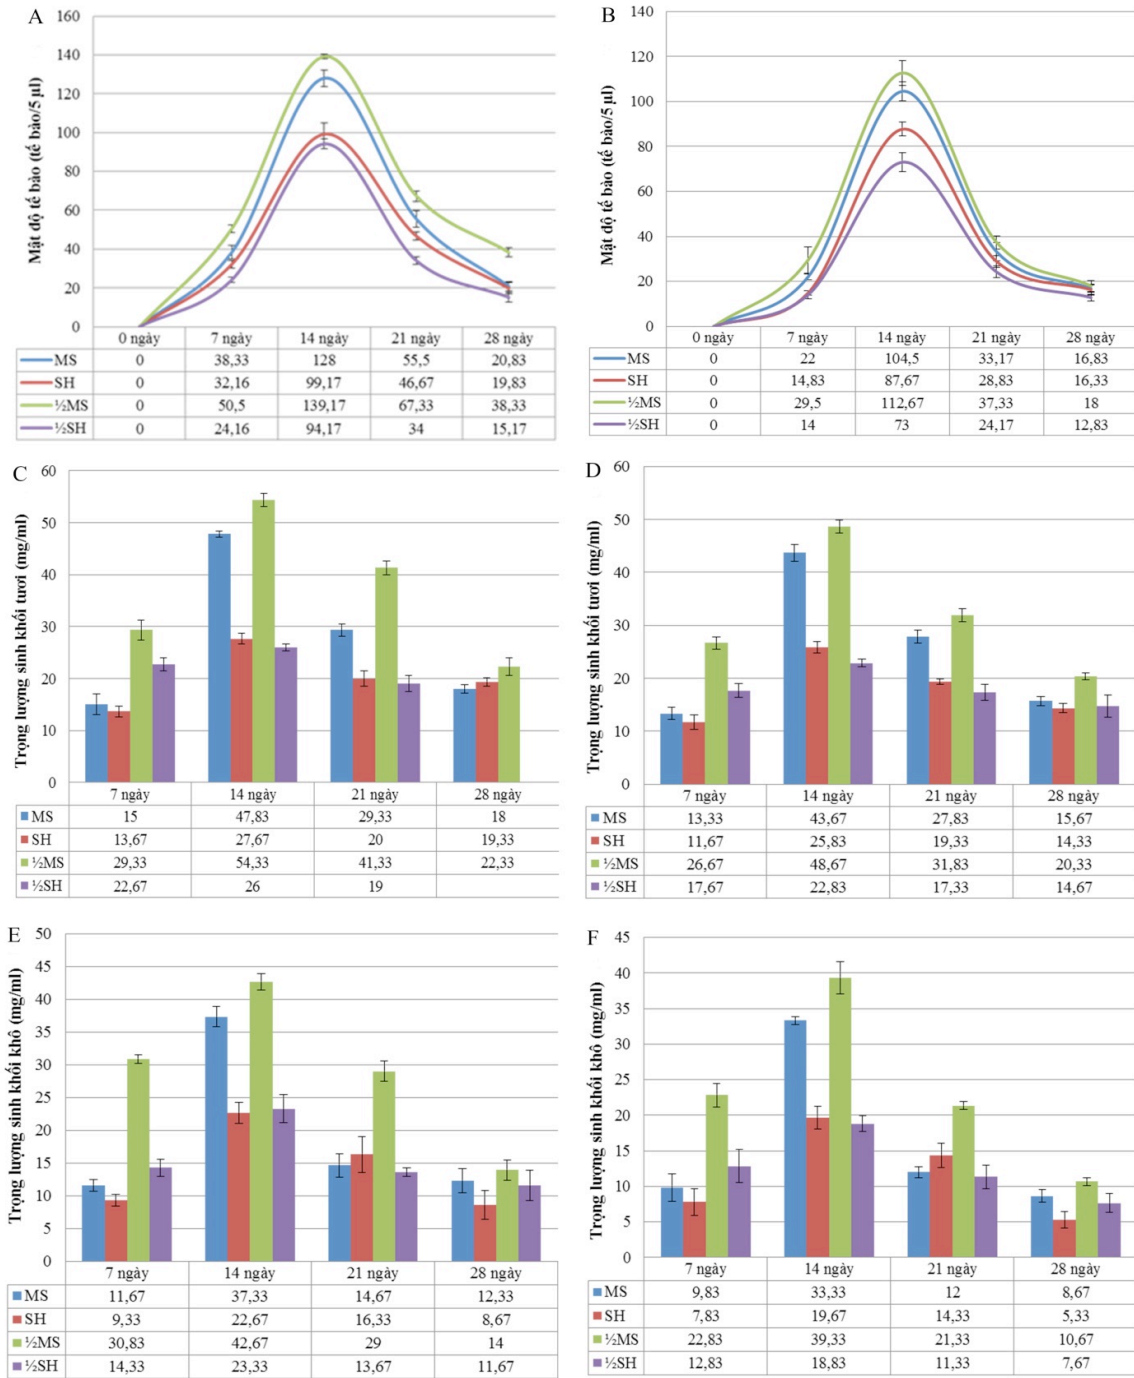 A
Mật độ tế bào (tế bào/5 µl)
160
140
120
100
80
60
40
20
0
0 ngày 7 ngày 14 ngày 21 ngày 28 ngày
MS 0 38,33 128 55,5 20,83
SH 0 32,16 99,17 46,67 19,83
½MS 0 50,5 139,17 67,33 38,33
½SH 0 24,16 94,17 34 15,17
B
Mật độ tế bào (tế bào/5 µl)
140
120
100
80
60
40
20
0
0 ngày 7 ngày 14 ngày 21 ngày 28 ngày
MS 0 22 104,5 33,17 16,83
SH 0 14,83 87,67 28,83 16,33
½MS 0 29,5 112,67 37,33 18
½SH 0 14 73 24,17 12,83
C
Trọng lượng sinh khối tươi (mg/ml)
60
50
40
30
20
10
0
7 ngày 14 ngày 21 ngày 28 ngày
MS 15 47,83 29,33 18
SH 13,67 27,67 20 19,33
½MS 29,33 54,33 41,33 22,33
½SH 22,67 26 19
D
Trọng lượng sinh khối tươi (mg/ml)
60
50
40
30
20
10
0
7 ngày 14 ngày 21 ngày 28 ngày
MS 13,33 43,67 27,83 15,67
SH 11,67 25,83 19,33 14,33
½MS 26,67 48,67 31,83 20,33
½SH 17,67 22,83 17,33 14,67
E
Trọng lượng sinh khối khô (mg/ml)
50
45
40
35
30
25
20
15
10
5
0
7 ngày 14 ngày 21 ngày 28 ngày
MS 11,67 37,33 14,67 12,33
SH 9,33 22,67 16,33 8,67
½MS 30,83 42,67 29 14
½SH 14,33 23,33 13,67 11,67
F
Trọng lượng sinh khối khô (mg/ml)
45
40
35
30
25
20
15
10
5
0
7 ngày 14 ngày 21 ngày 28 ngày
MS 9,83 33,33 12 8,67
SH 7,83 19,67 14,33 5,33
½MS 22,83 39,33 21,33 10,67
½SH 12,83 18,83 11,33 7,67